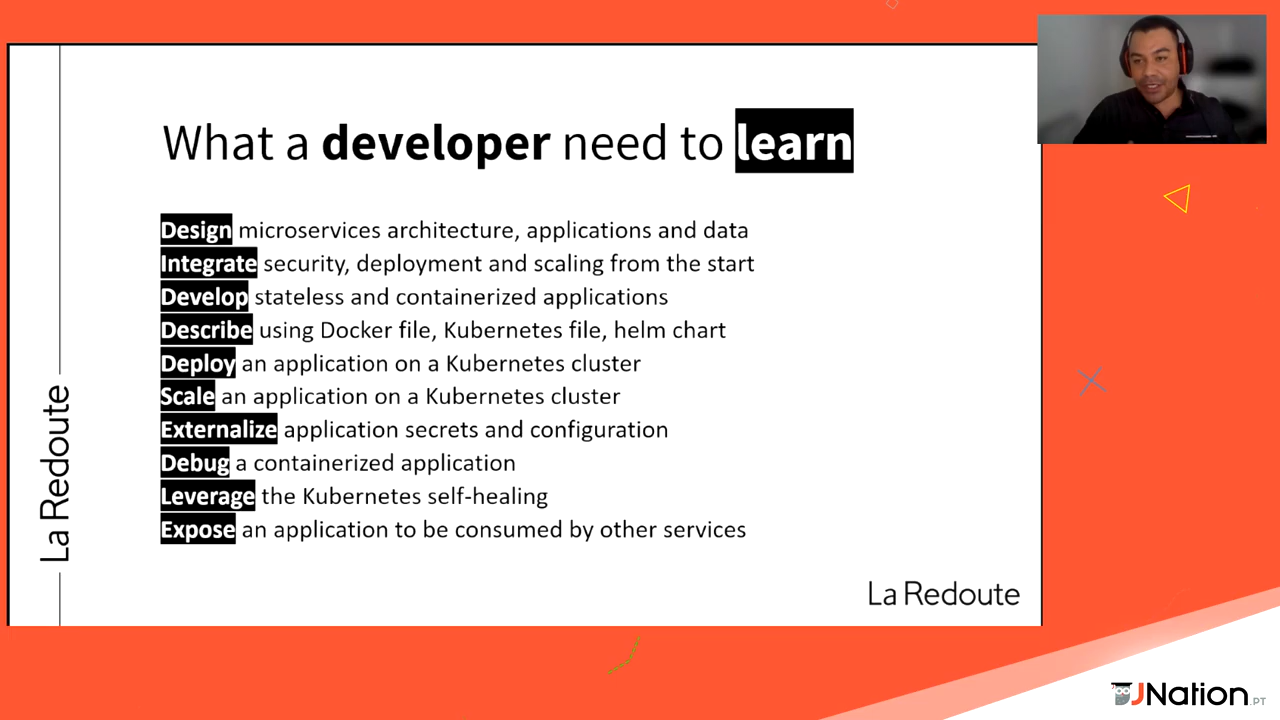 What a developer need to learn
Design microservices architecture, applications and data
Integrate security, deployment and scaling from the start
Develop stateless and containerized applications
Describe using Docker file, Kubernetes file, helm chart
Deploy an application on a Kubernetes cluster
Scale an application on a Kubernetes cluster
Externalize application secrets and configuration
Debug a containerized application
Leverage the Kubernetes self-healing
Expose an application to be consumed by other services
La Redoute
La Redoute
JNation.PT